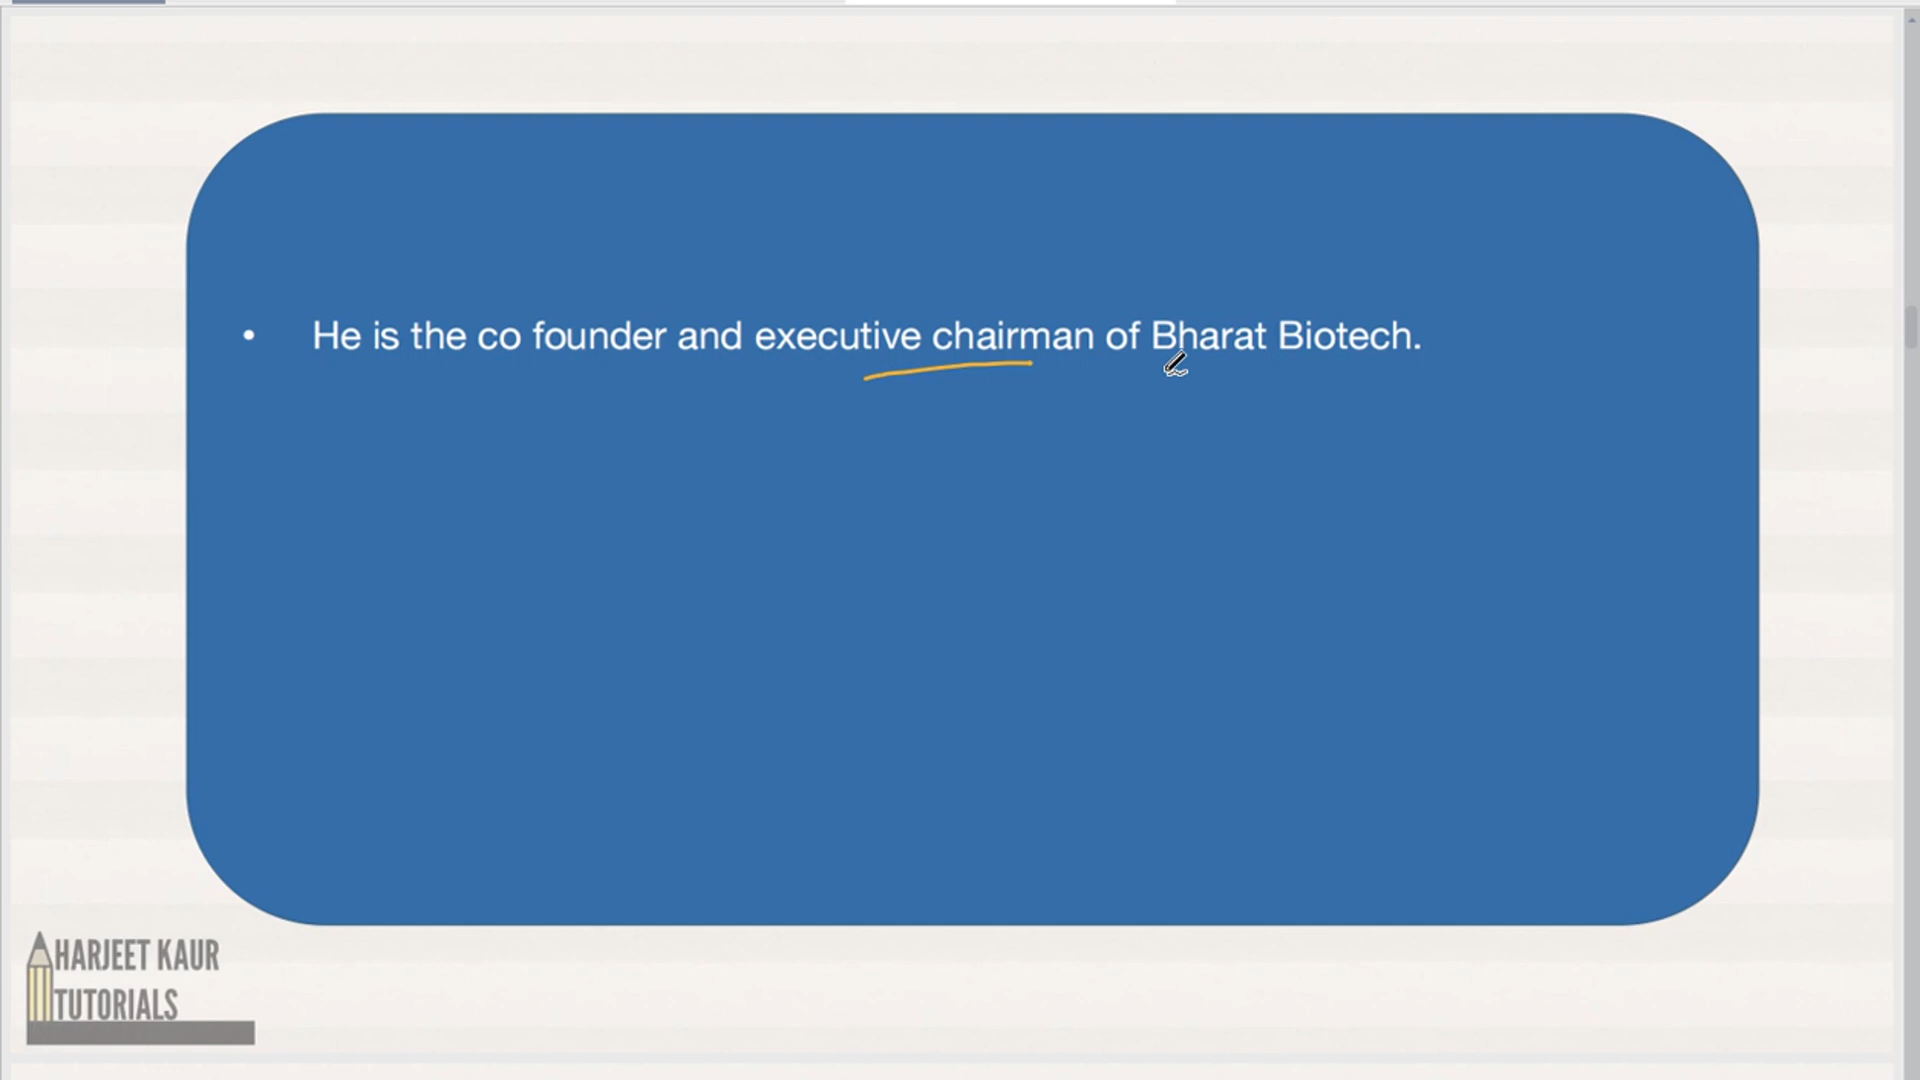 • He is the co founder and executive chairman of Bharat Biotech.
HARJEET KAUR
TUTORIALS